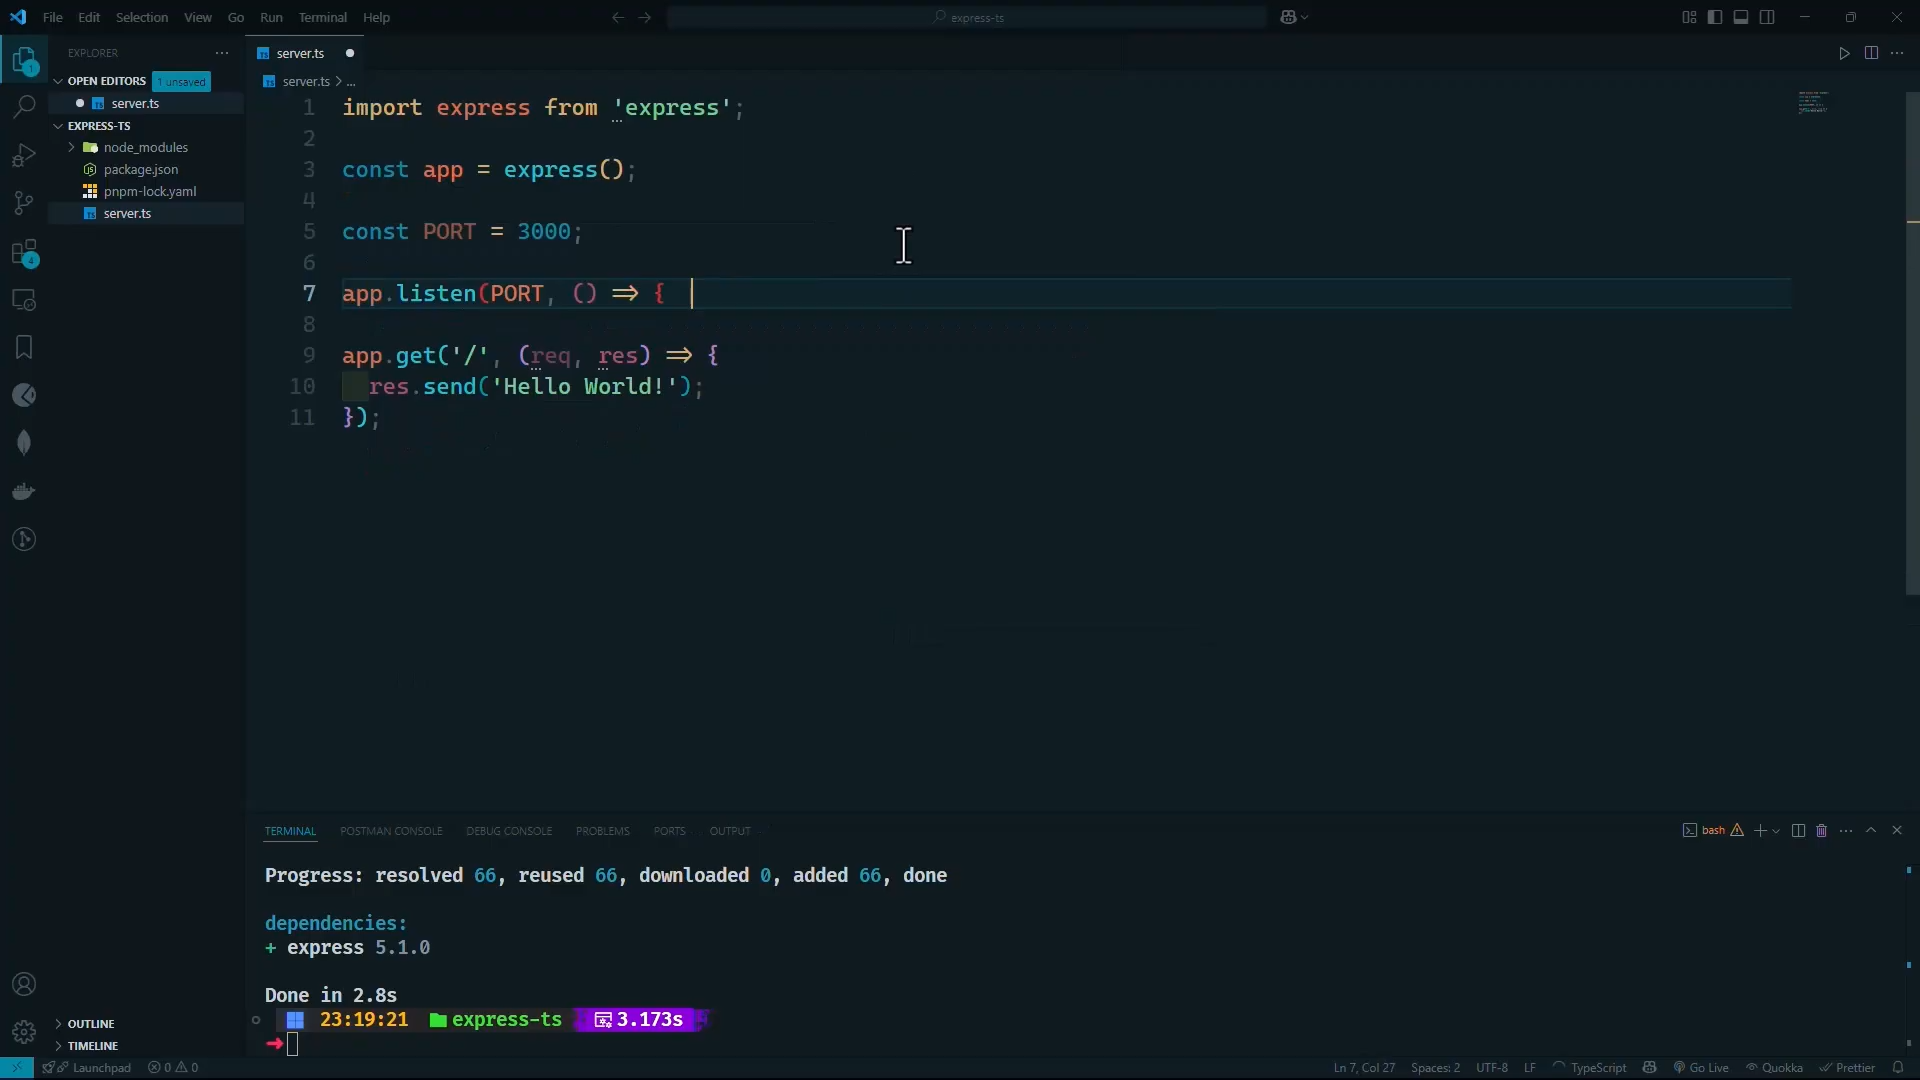 File Edit Selection View Go Run Terminal Help
express-ts
EXPLORER
OPEN EDITORS 1 unsaved
server.ts
EXPRESS-TS
node_modules
package.json
pnpm-lock.yaml
server.ts
OUTLINE
TIMELINE
server.ts
server.ts > ...
1 import express from 'express';
2
3 const app = express();
4
5 const PORT = 3000;
6
7 app.listen(PORT, () => {
8
9 app.get('/', (req, res) => {
10 res.send('Hello World!');
11 });
TERMINAL POSTMAN CONSOLE DEBUG CONSOLE PROBLEMS PORTS OUTPUT
bash
Progress: resolved 66, reused 66, downloaded 0, added 66, done
dependencies:
+ express 5.1.0
Done in 2.8s
23:19:21 express-ts 3.173s
Launchpad 0 0
Ln 7, Col 27 Spaces: 2 UTF-8 LF TypeScript Go Live Quokka Prettier
1
4